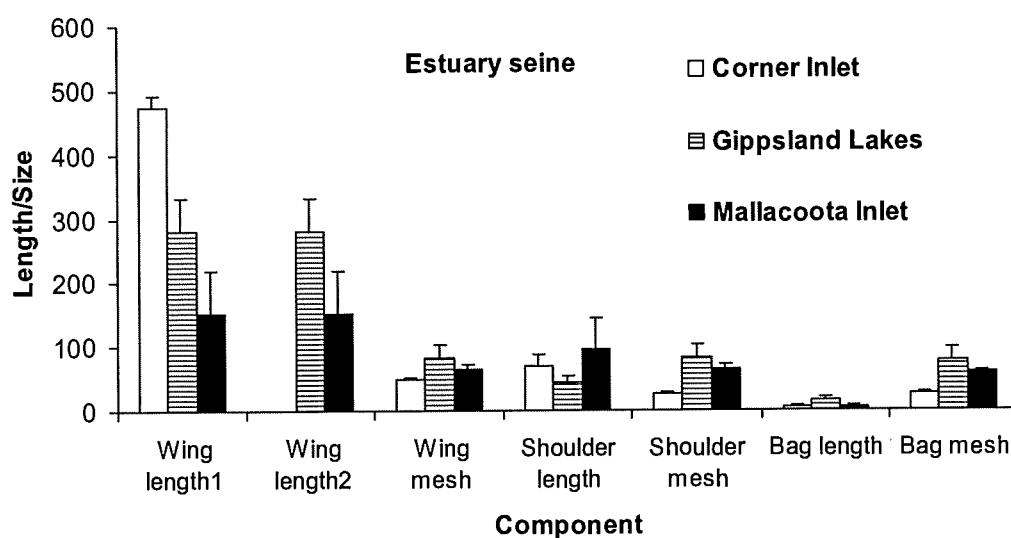 600
500
400
300
200
100
0
Length/Size
Estuary seine
Corner Inlet
Gippsland Lakes
Mallacoota Inlet
Wing length1
Wing length2
Wing mesh
Shoulder length
Shoulder mesh
Bag length
Bag mesh
Component